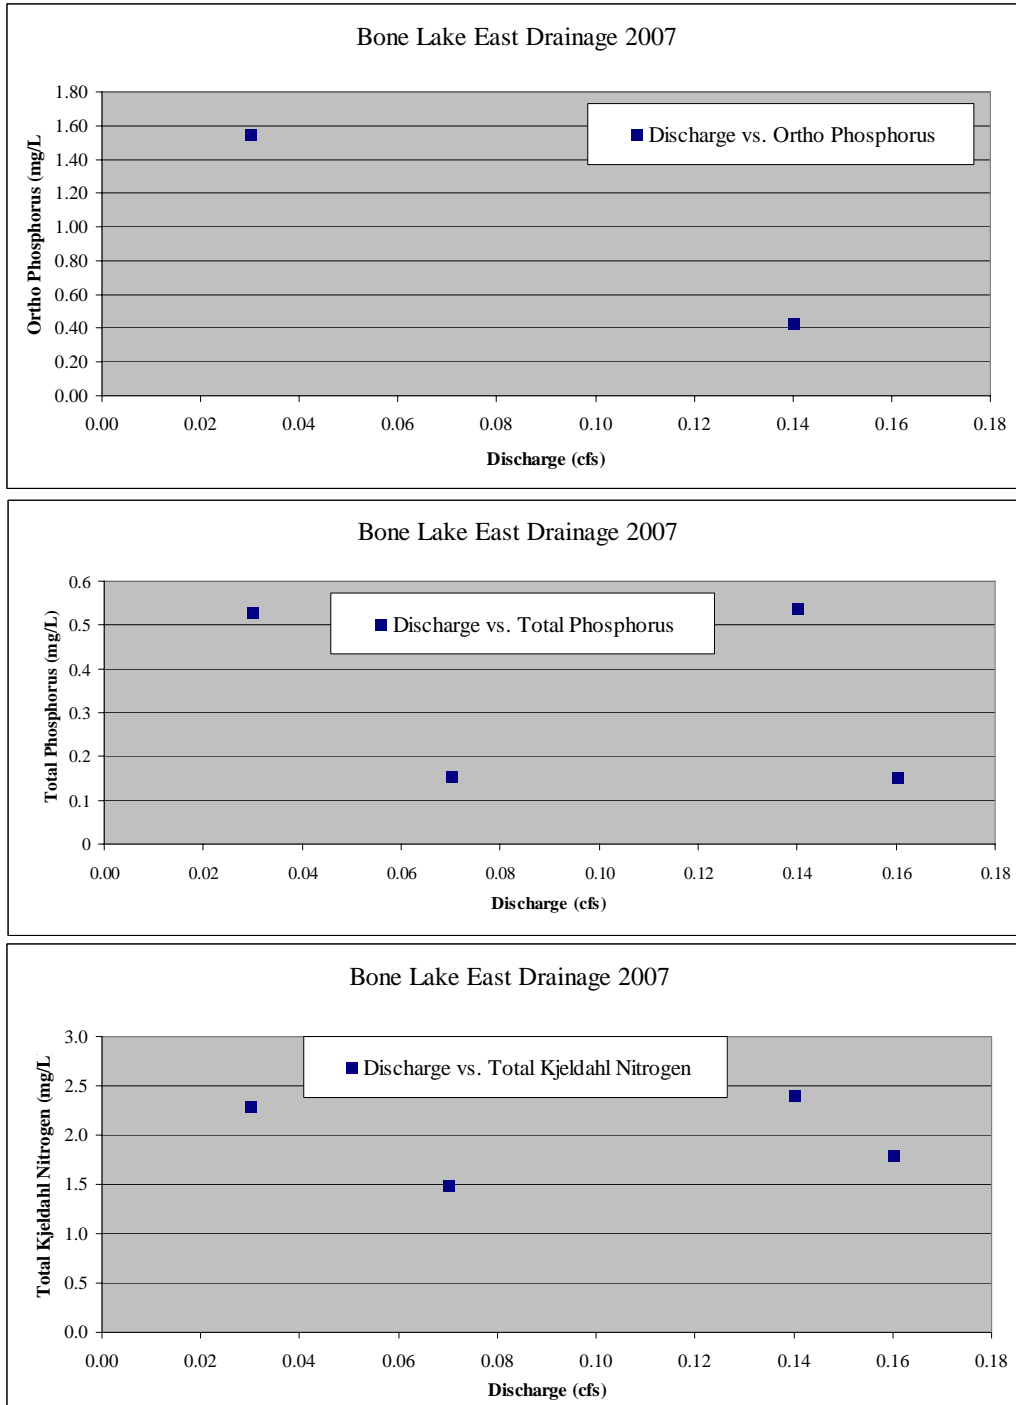 Bone Lake East Drainage 2007
Discharge vs. Ortho Phosphorus
Ortho Phosphorus (mg/L
1.80
1.60
1.40
1.20
1.00
0.80
0.60
0.40
0.20
0.00
0.00 0.02 0.04 0.06 0.08 0.10 0.12 0.14 0.16 0.18
Discharge (cfs)
Bone Lake East Drainage 2007
Discharge vs. Total Phosphorus
Total Phosphorus (mg/L)
0.6
0.5
0.4
0.3
0.2
0.1
0
0.00 0.02 0.04 0.06 0.08 0.10 0.12 0.14 0.16 0.18
Discharge (cfs)
Bone Lake East Drainage 2007
Discharge vs. Total Kjeldahl Nitrogen
Total Kjeldahl Nitrogen (mg/L
3.0
2.5
2.0
1.5
1.0
0.5
0.0
0.00 0.02 0.04 0.06 0.08 0.10 0.12 0.14 0.16 0.18
Discharge (cfs)